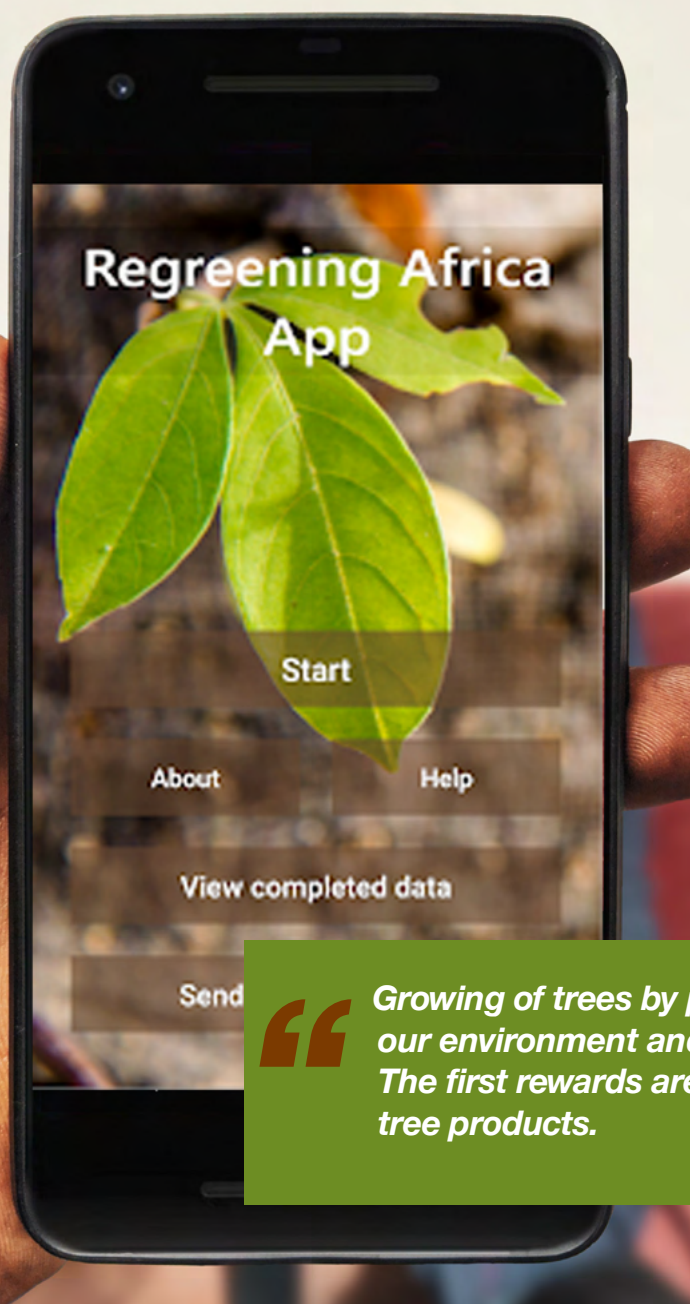 Regreening Africa
App
Start
About
Help
View completed data
Send
“
Growing of trees by
our environment and
The first rewards are
tree products.